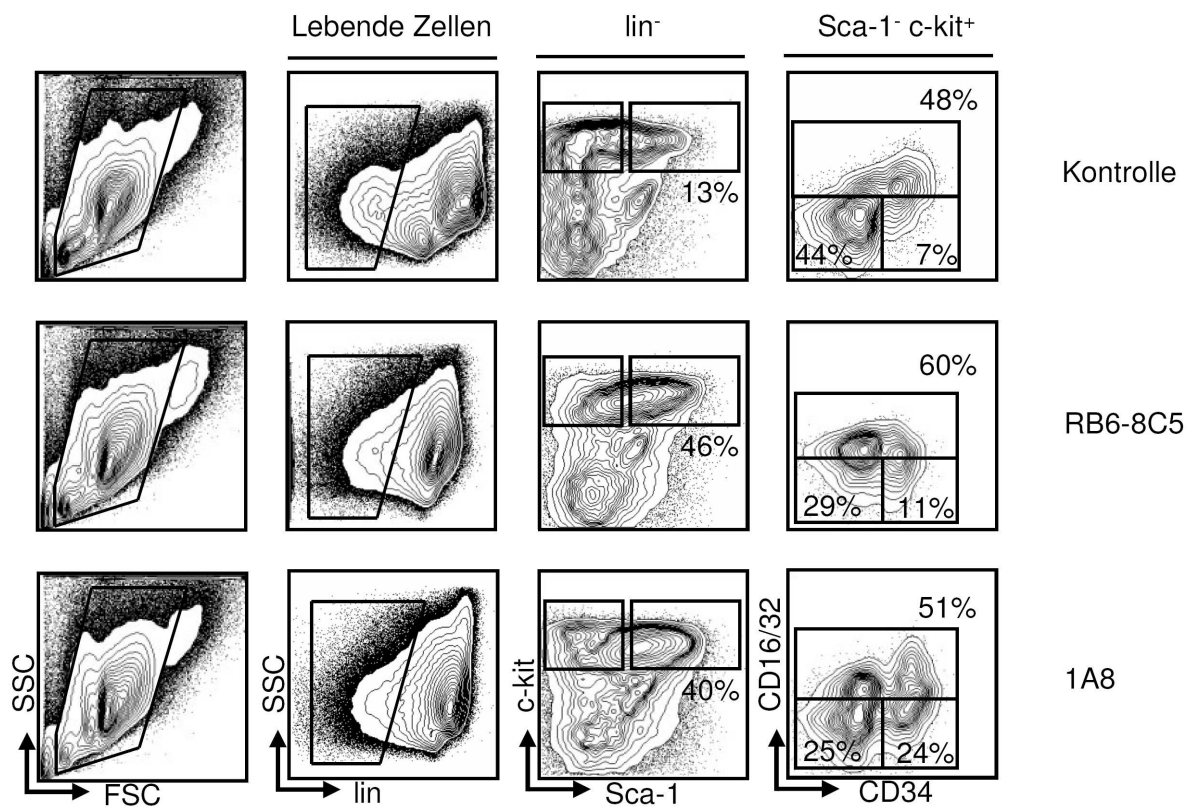 Lebende Zellen
lin⁻
Sca-1⁻ c-kit⁺
48%
13%
44%
7%
Kontrolle
60%
46%
29%
11%
RB6-8C5
51%
40%
25%
24%
1A8
SSC
FSC
SSC
lin
c-kit
Sca-1
CD16/32
CD34